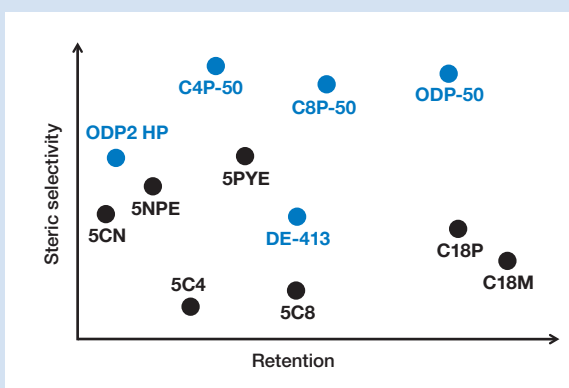 C4P-50
C8P-50
ODP-50
ODP2 HP
5PYE
5NPE
5CN
DE-413
C18P
C18M
5C4
5C8
Steric selectivity
Retention